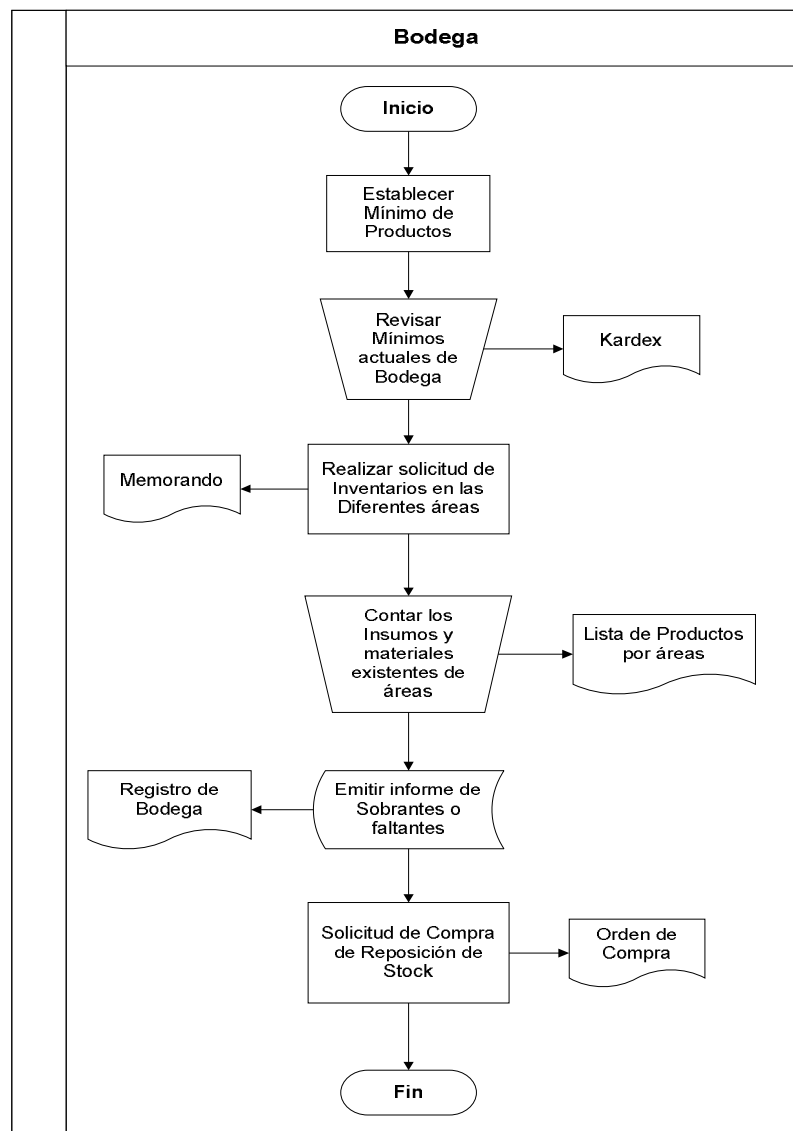 Bodega
Inicio
Establecer
Mínimo de
Productos
Revisar
Mínimos
actuales de
Bodega
Kardex
Realizar solicitud de
Inventarios en las
Diferentes áreas
Memorando
Contar los
Insumos y
materiales
existentes de
áreas
Lista de Productos
por áreas
Emitir informe de
Sobrantes o
faltantes
Registro de
Bodega
Solicitud de Compra
de Reposición de
Stock
Orden de
Compra
Fin